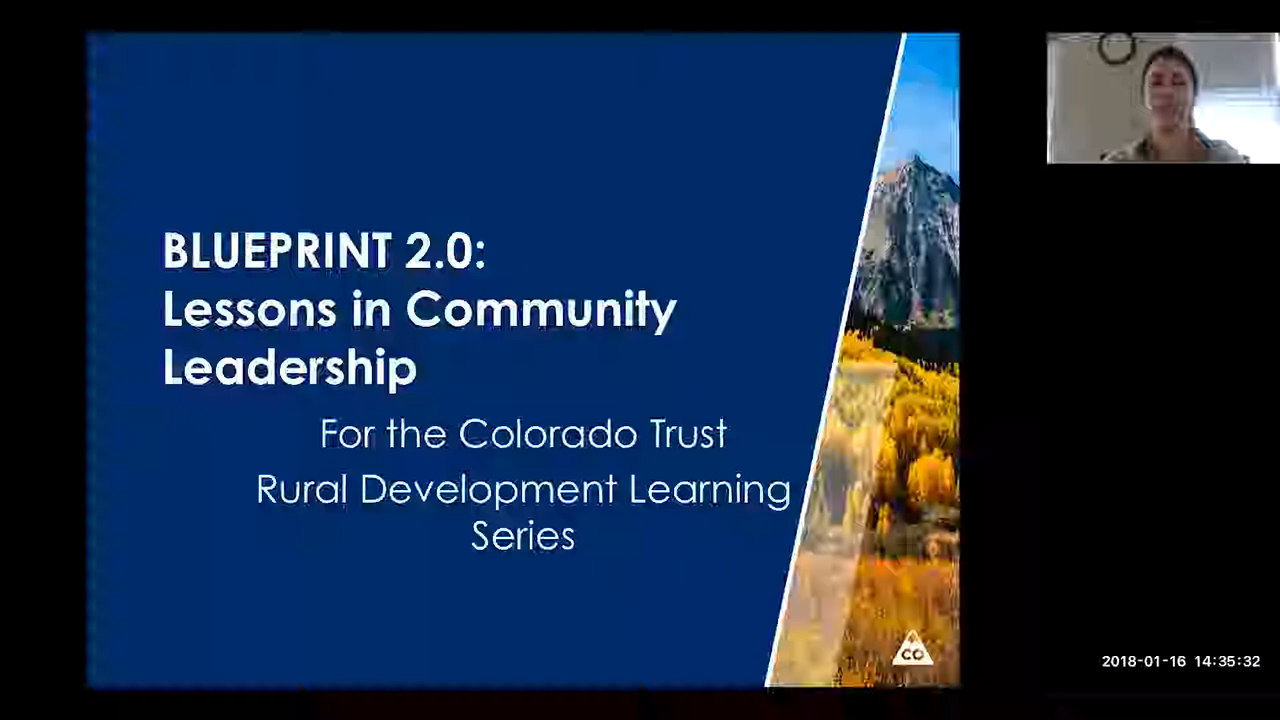 BLUEPRINT 2.0:
Lessons in Community
Leadership
For the Colorado Trust
Rural Development Learning
Series
CO
2018-01-16 14:35:32